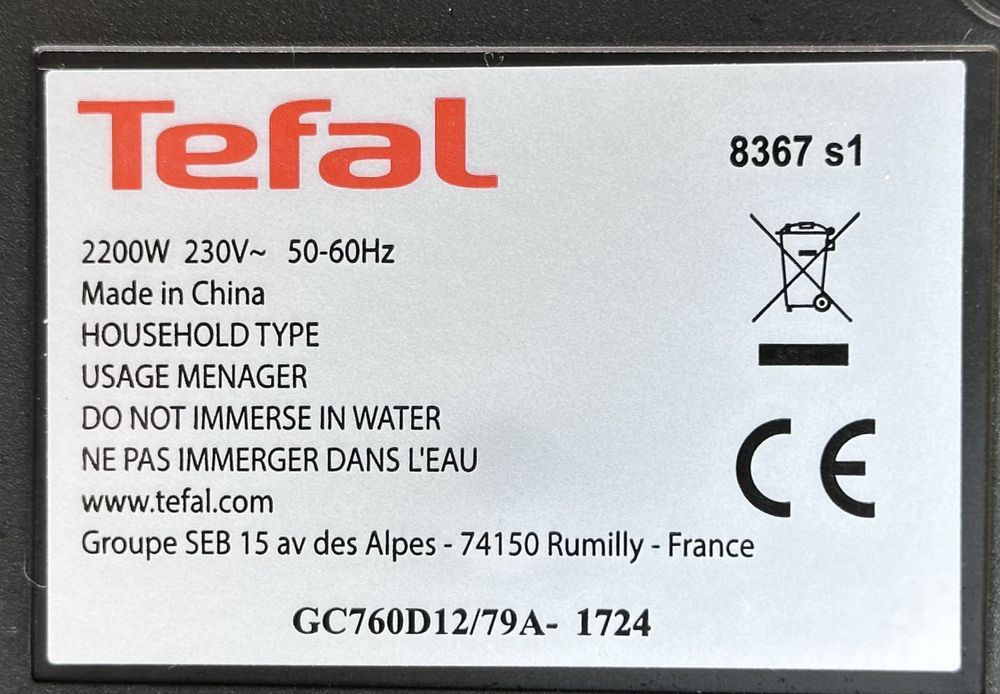 Tefal
8367 s1
2200W 230V~ 50-60Hz
Made in China
HOUSEHOLD TYPE
USAGE MENAGER
DO NOT IMMERSE IN WATER
NE PAS IMMERGER DANS L'EAU
www.tefal.com
Groupe SEB 15 av des Alpes - 74150 Rumilly - France
CE
GC760D12/79A- 1724